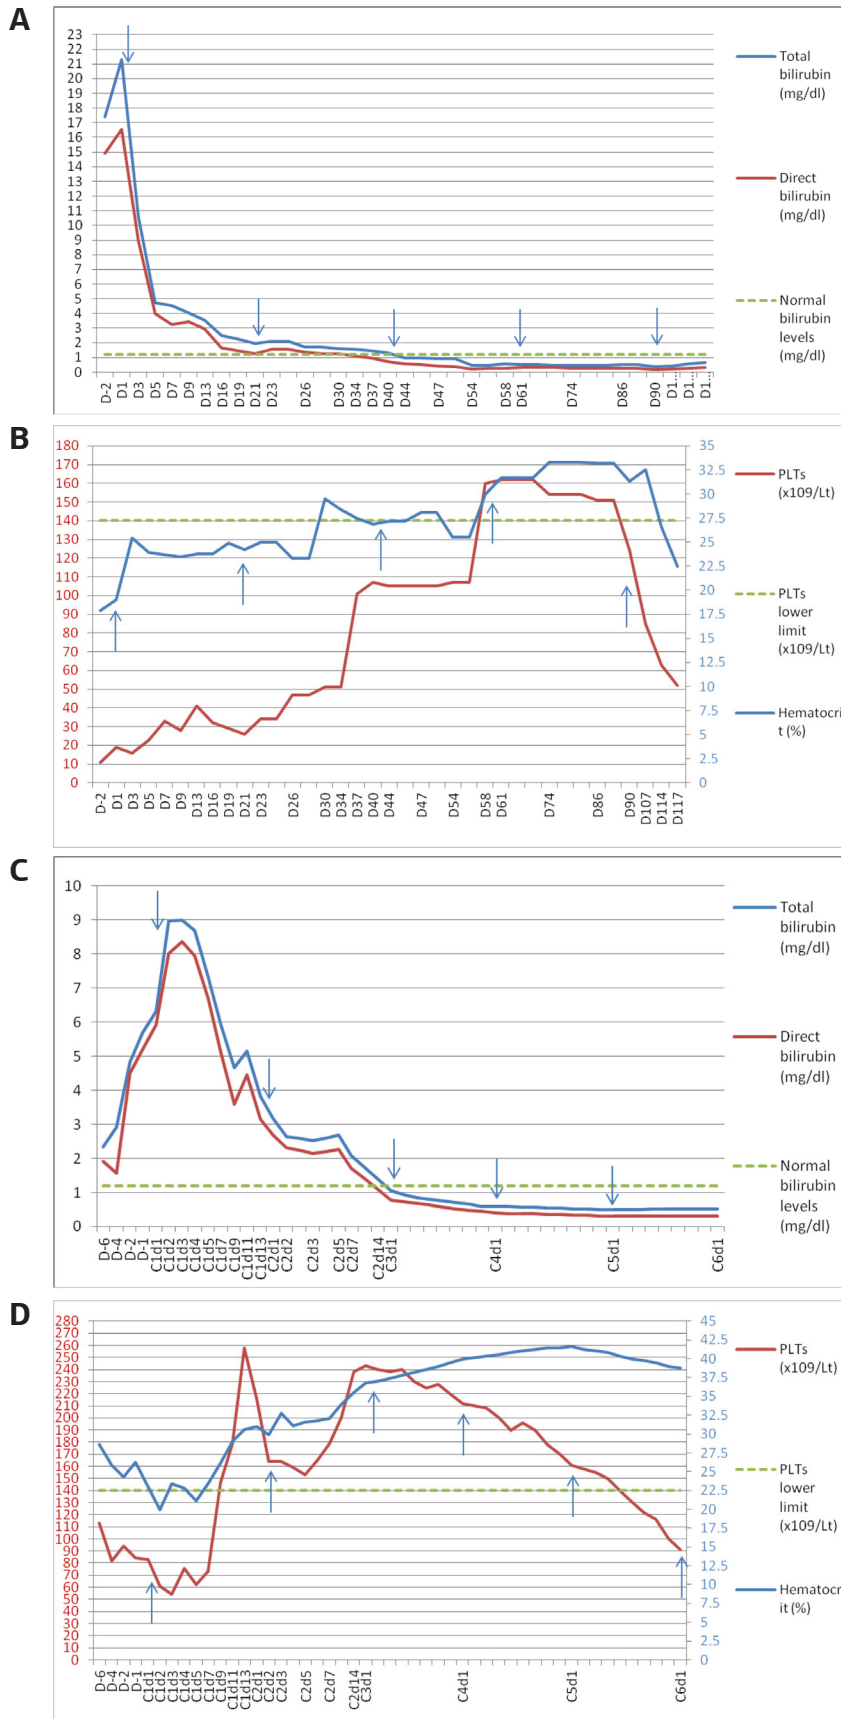 A
23
22
21
20
19
18
17
16
15
14
13
12
11
10
9
8
7
6
5
4
3
2
1
0
D-2 D1 D3 D5 D7 D9 D13 D16 D19 D21 D23 D26 D30 D34 D37 D40 D44 D47 D54 D58 D61 D74 D86 D90 D1... D1... D1...
Total
bilirubin
(mg/dl)
Direct
bilirubin
(mg/dl)
Normal
bilirubin
levels
(mg/dl)
B
180
170
160
150
140
130
120
110
100
90
80
70
60
50
40
30
20
10
0
35
32.5
30
27.5
25
22.5
20
17.5
15
12.5
10
7.5
5
2.5
0
D-2 D1 D3 D5 D7 D9 D13 D16 D19 D21 D23 D26 D30 D34 D37 D40 D44 D47 D54 D58 D61 D74 D86 D90 D107 D114 D117
PLTs
(x109/Lt)
PLTs
lower
limit
(x109/Lt)
Hematocri
t (%)
C
10
9
8
7
6
5
4
3
2
1
0
D-6 D-4 D-2 D-1 C1d1 C1d2 C1d3 C1d4 C1d5 C1d7 C1d9 C1d11 C1d13 C2d1 C2d2 C2d3 C2d5 C2d7 C2d14 C3d1 C4d1 C5d1 C6d1
Total
bilirubin
(mg/dl)
Direct
bilirubin
(mg/dl)
Normal
bilirubin
levels
(mg/dl)
D
280
270
260
250
240
230
220
210
200
190
180
170
160
150
140
130
120
110
100
90
80
70
60
50
40
30
20
10
0
45
42.5
40
37.5
35
32.5
30
27.5
25
22.5
20
17.5
15
12.5
10
7.5
5
2.5
0
D-6 D-4 D-2 D-1 C1d1 C1d2 C1d3 C1d4 C1d5 C1d7 C1d9 C1d11 C1d13 C2d1 C2d2 C2d3 C2d5 C2d7 C2d14 C3d1 C4d1 C5d1 C6d1
PLTs
(x109/Lt)
PLTs
lower
limit
(x109/Lt)
Hematocr
it (%)